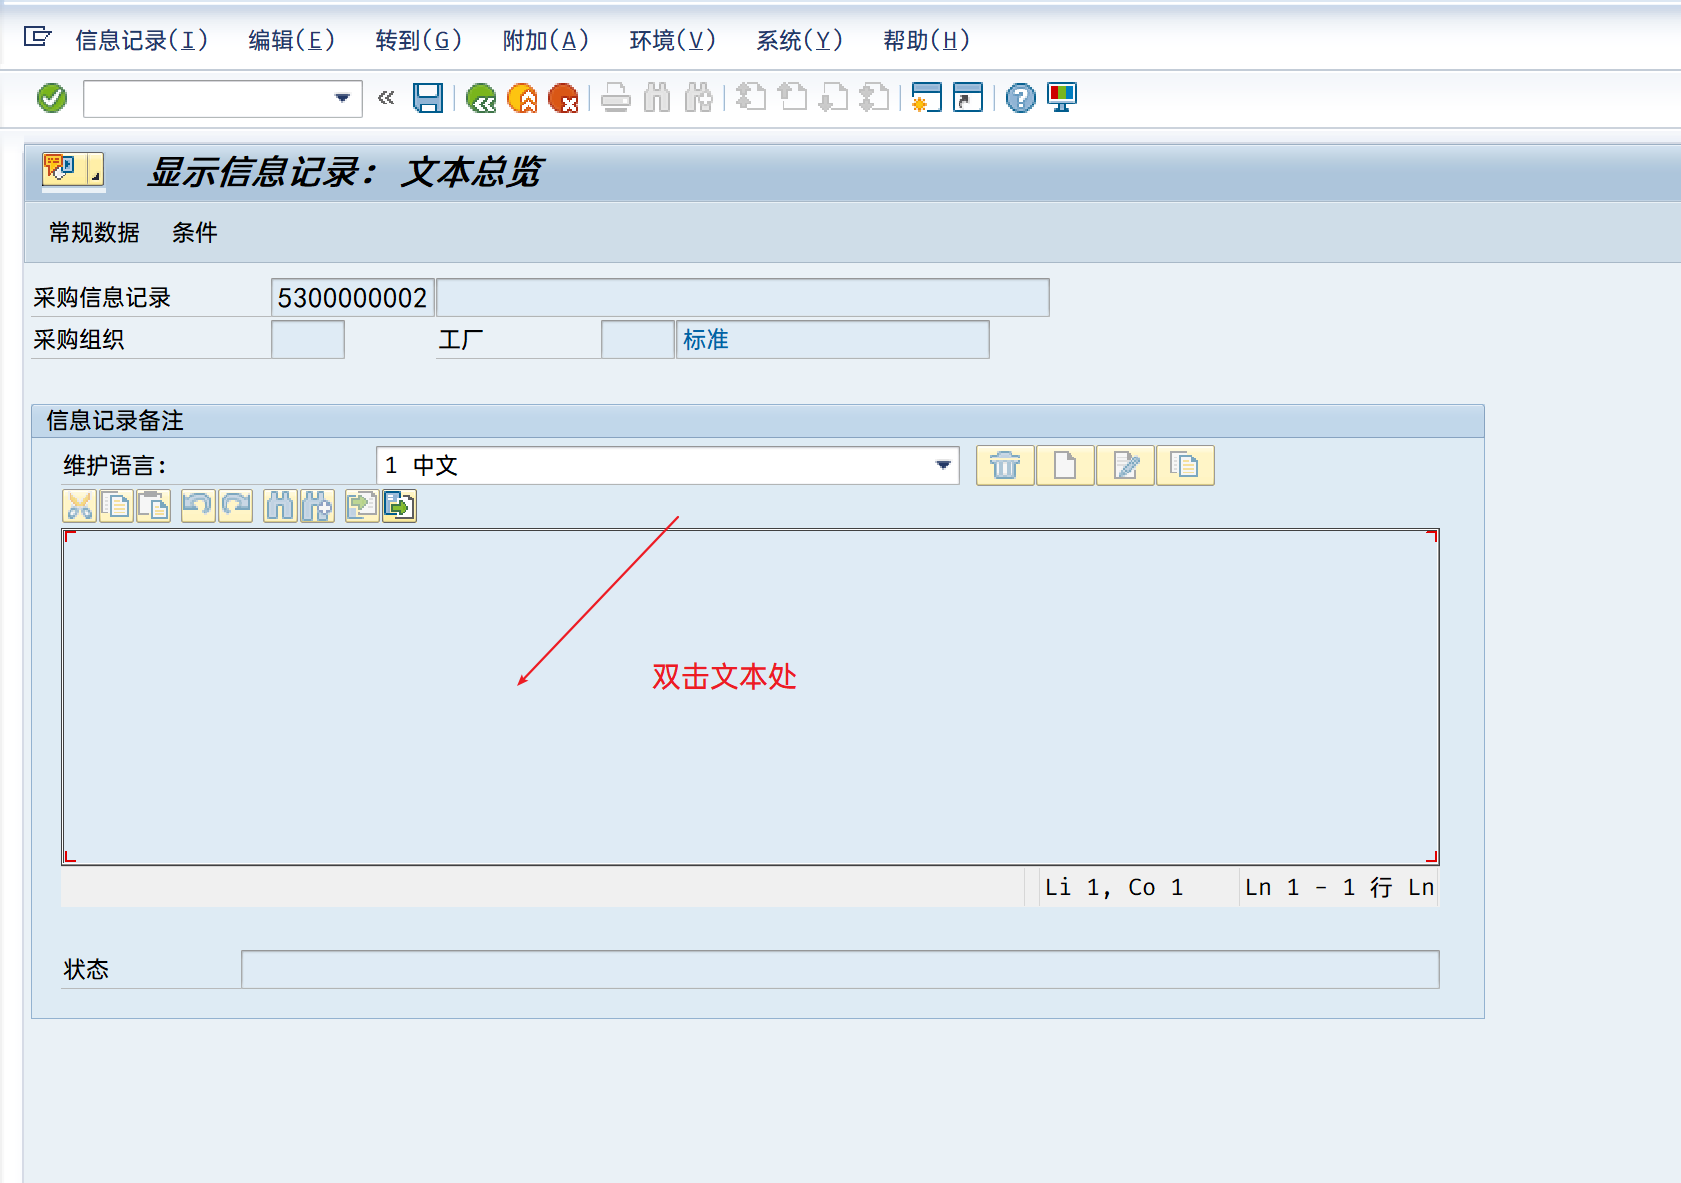 信息记录(I) 编辑(E) 转到(G) 附加(A) 环境(V) 系统(Y) 帮助(H)
显示信息记录: 文本总览
常规数据 条件
采购信息记录 5300000002
采购组织 工厂 标准
信息记录备注
维护语言: 1 中文
双击文本处
Li 1, Co 1 Ln 1 - 1 行 Ln
状态